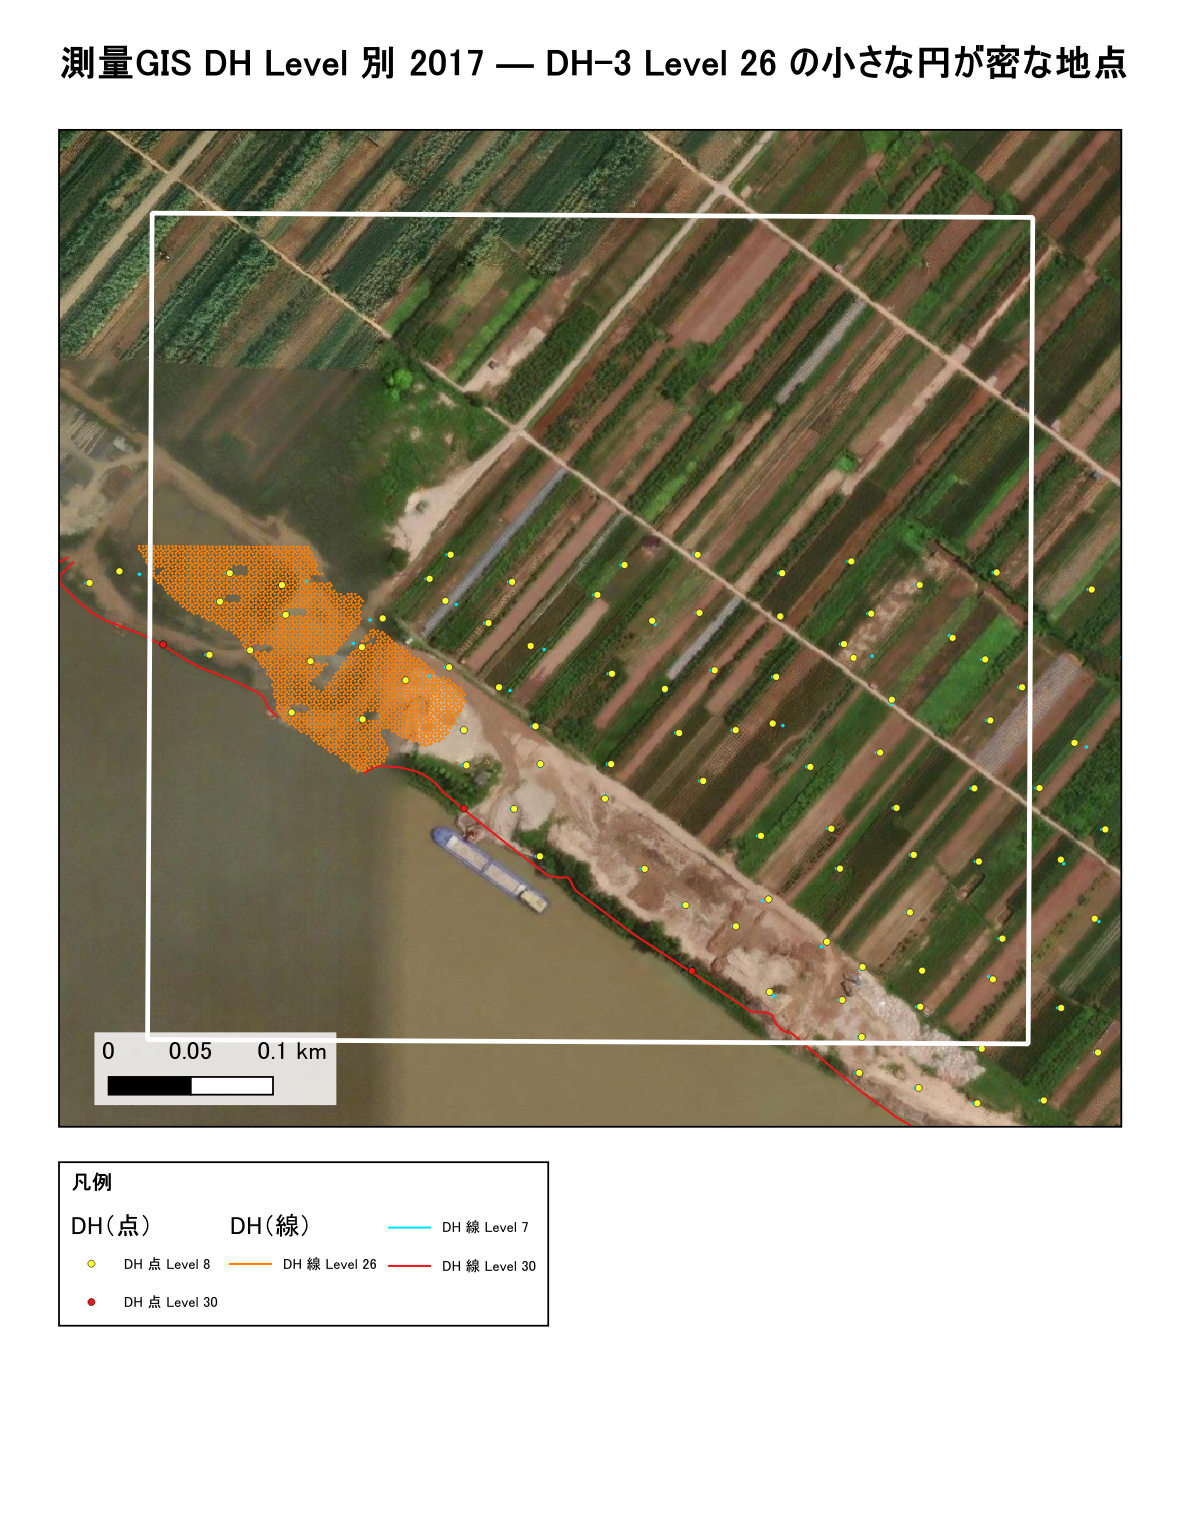 測量GIS DH Level 別 2017 — DH-3 Level 26 の小さな円が密な地点
0 0.05 0.1 km
凡例
DH（点） DH（線） DH 線 Level 7
DH 点 Level 8 DH 線 Level 26 DH 線 Level 30
DH 点 Level 30